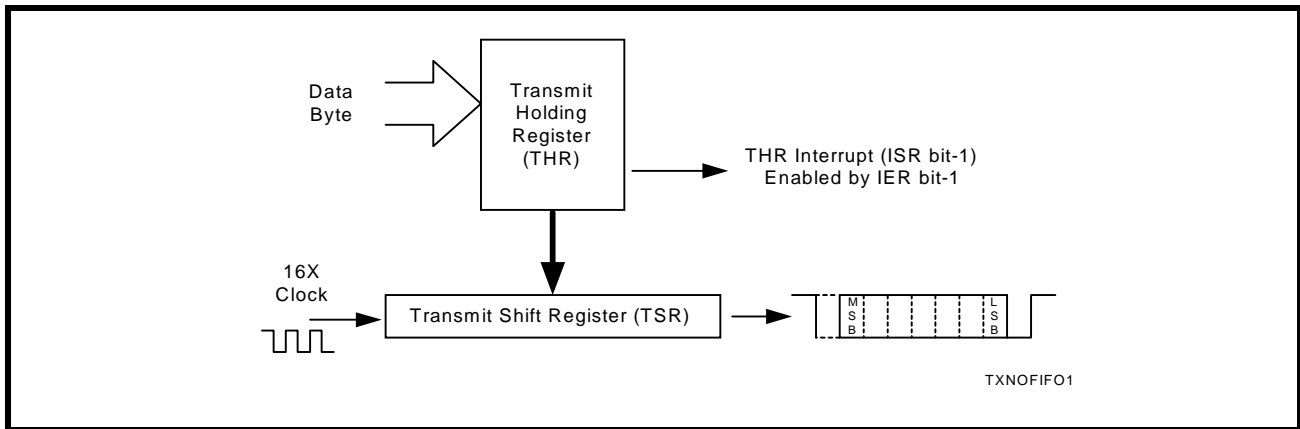 Data
Byte
Transmit
Holding
Register
(THR)
THR Interrupt (ISR bit-1)
Enabled by IER bit-1
16X
Clock
Transmit Shift Register (TSR)
M
S
B
L
S
B
TXNOFIFO1